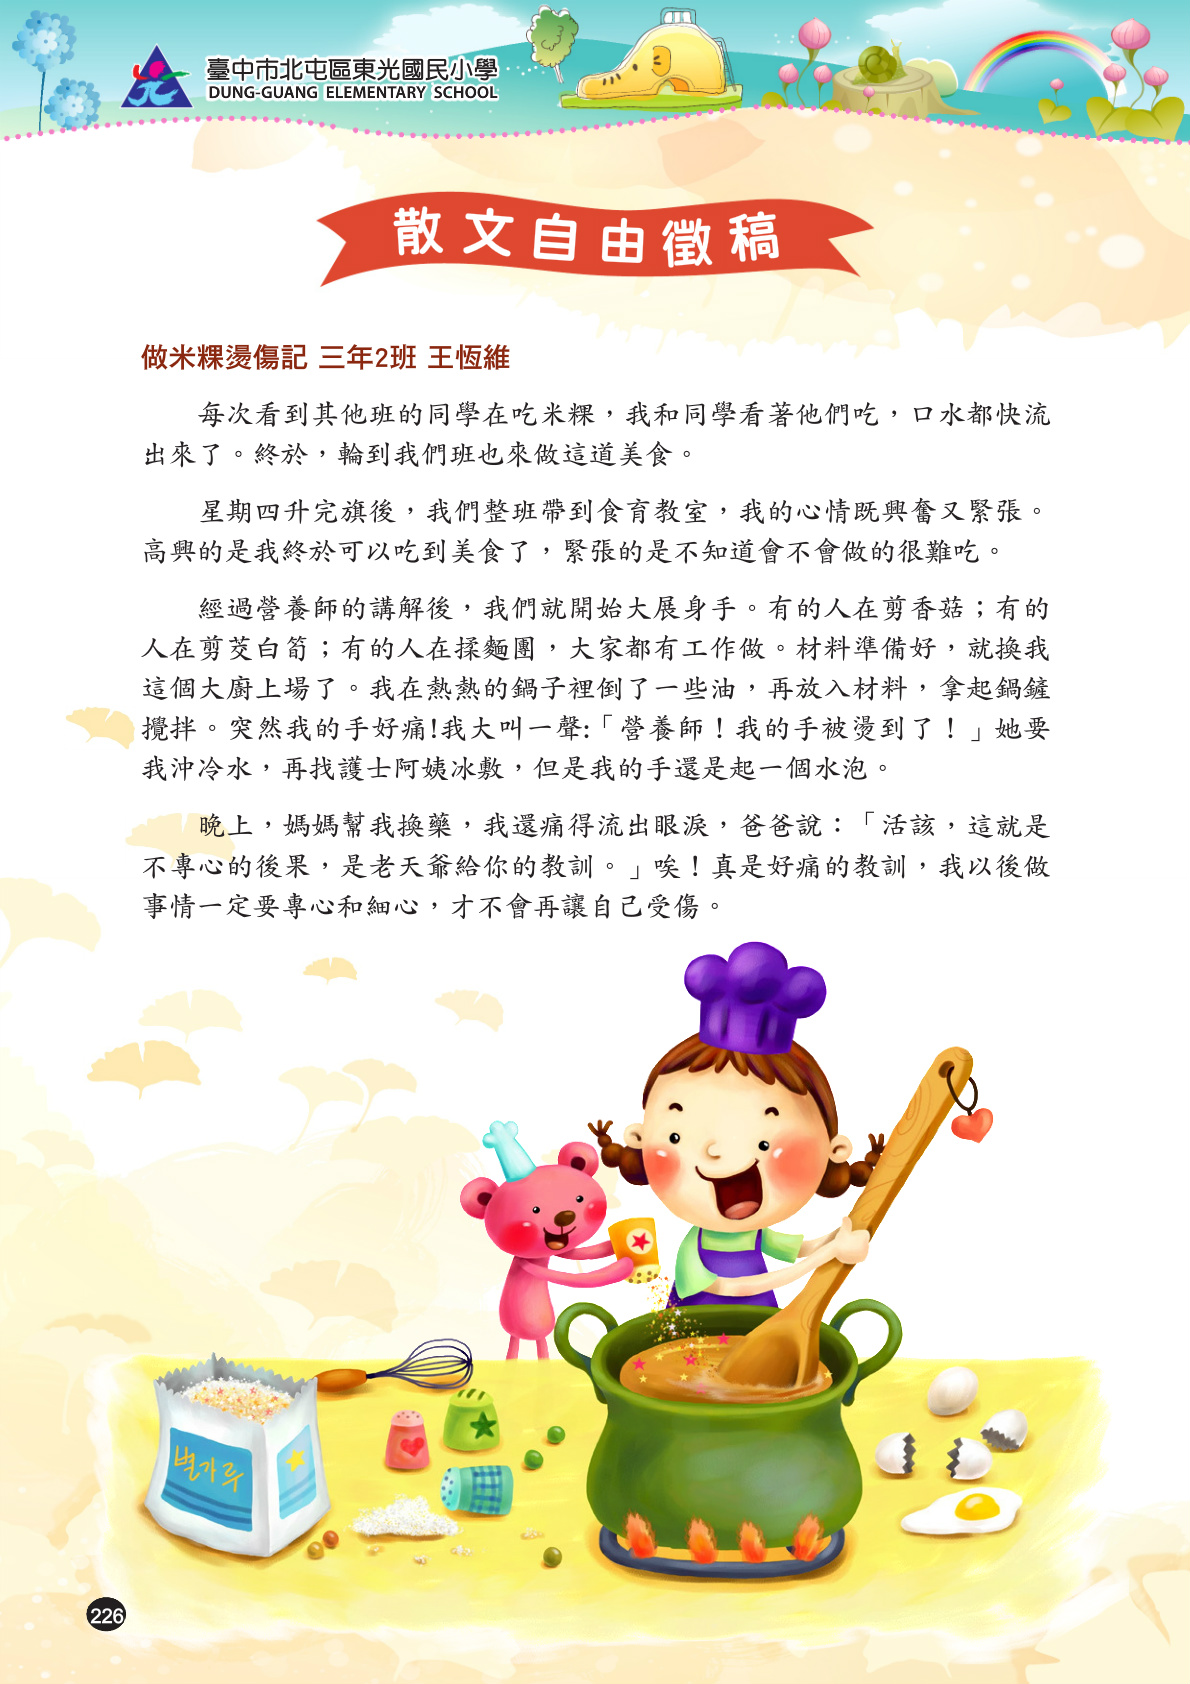 臺中市北屯區東光國民小學
DUNG-GUANG ELEMENTARY SCHOOL
散文自由徵稿
做米粿燙傷記 三年2班 王恆維
每次看到其他班的同學在吃米粿，我和同學看著他們吃，口水都快流
出來了。終於，輪到我們班也來做這道美食。
星期四升完旗後，我們整班帶到食育教室，我的心情既興奮又緊張。
高興的是我終於可以吃到美食了，緊張的是不知道會不會做的很難吃。
經過營養師的講解後，我們就開始大展身手。有的人在剪香菇；有的
人在剪茭白筍；有的人在揉麵團，大家都有工作做。材料準備好，就換我
這個大廚上場了。我在熱熱的鍋子裡倒了一些油，再放入材料，拿起鍋鏟
攪拌。突然我的手好痛!我大叫一聲:「營養師！我的手被燙到了！」她要
我沖冷水，再找護士阿姨冰敷，但是我的手還是起一個水泡。
晚上，媽媽幫我換藥，我還痛得流出眼淚，爸爸說：「活該，這就是
不專心的後果，是老天爺給你的教訓。」唉！真是好痛的教訓，我以後做
事情一定要專心和細心，才不會再讓自己受傷。
별가루
226